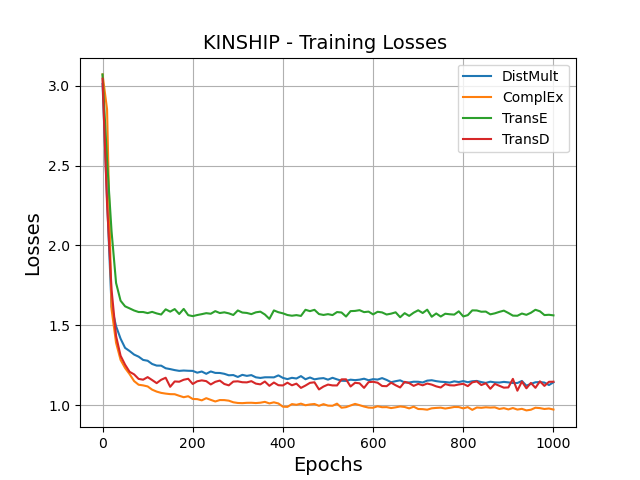 KINSHIP - Training Losses
Losses
3.0
2.5
2.0
1.5
1.0
DistMult
ComplEx
TransE
TransD
0 200 400 600 800 1000
Epochs